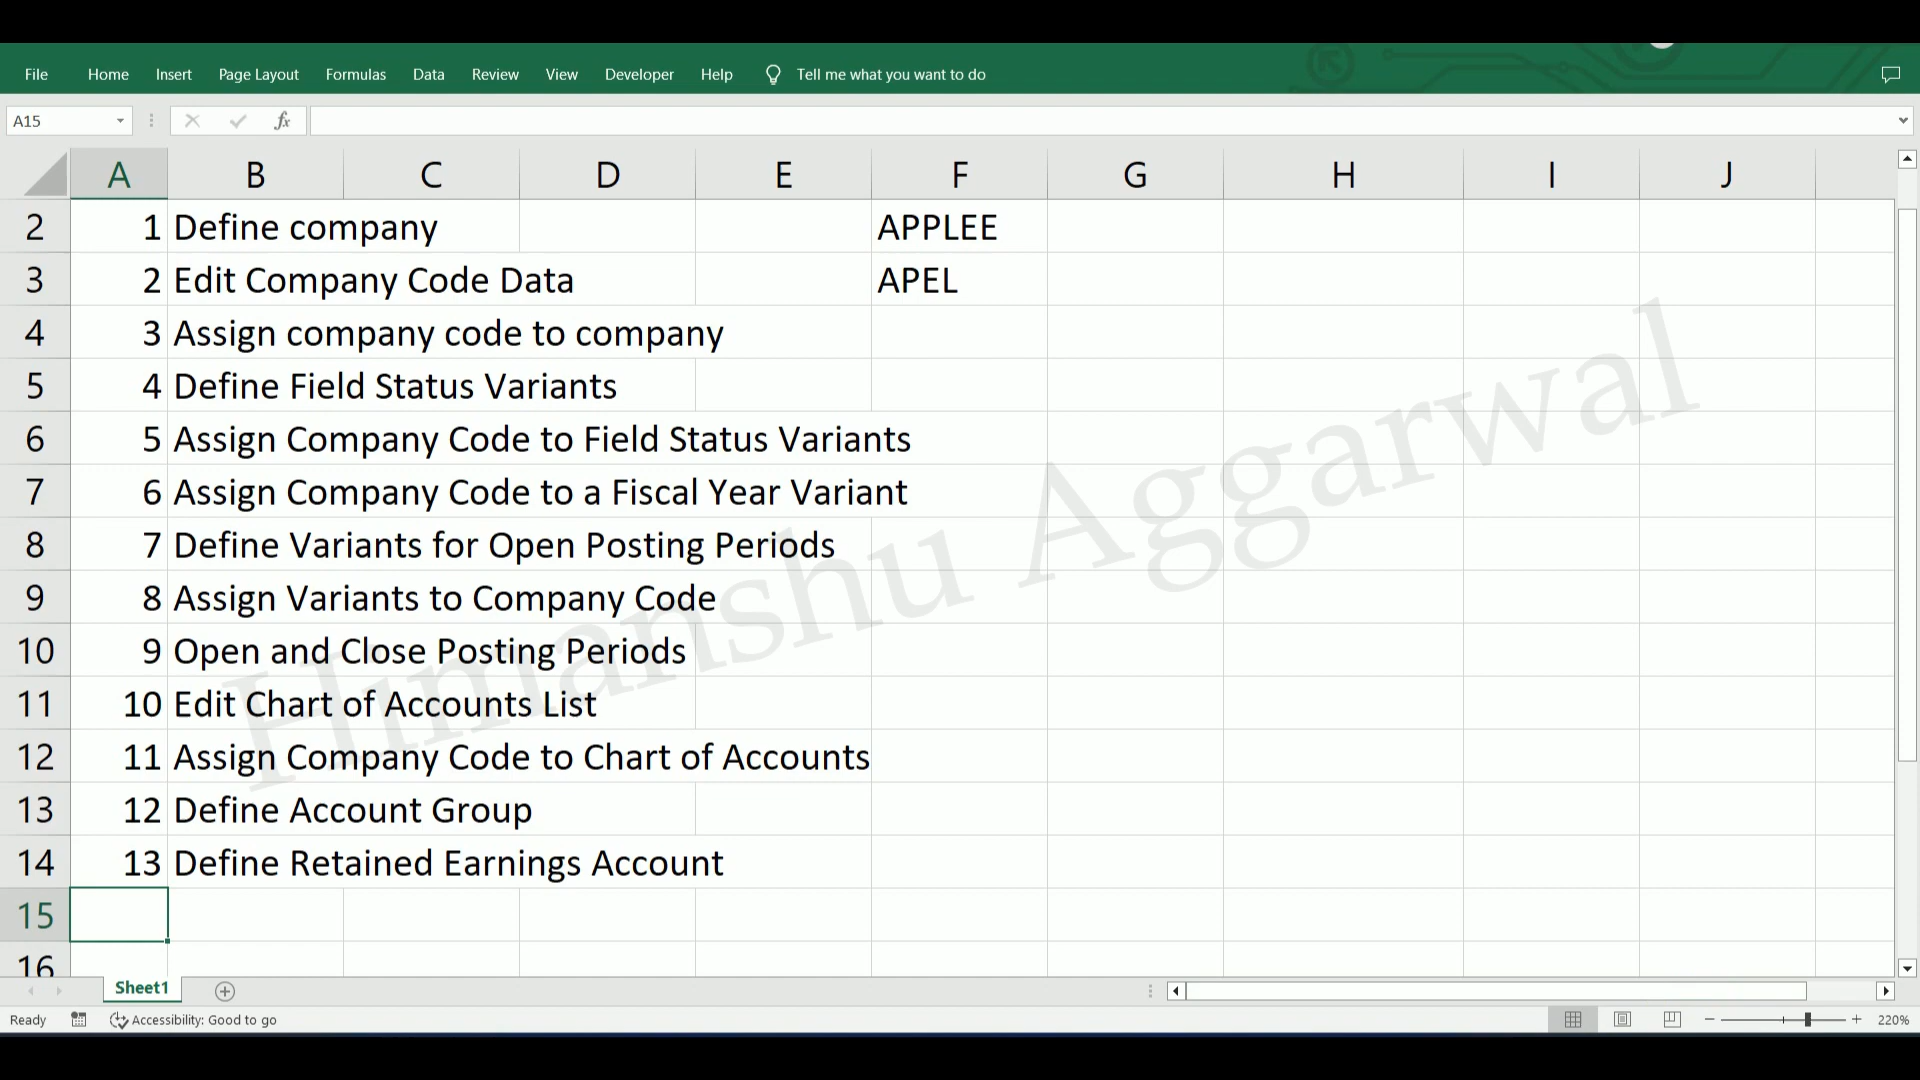 File Home Insert Page Layout Formulas Data Review View Developer Help Tell me what you want to do
A15 fx
A B C D E F G H I J
2 1 Define company APPLEE
3 2 Edit Company Code Data APEL
4 3 Assign company code to company
5 4 Define Field Status Variants
6 5 Assign Company Code to Field Status Variants
7 6 Assign Company Code to a Fiscal Year Variant
8 7 Define Variants for Open Posting Periods
9 8 Assign Variants to Company Code
10 9 Open and Close Posting Periods
11 10 Edit Chart of Accounts List
12 11 Assign Company Code to Chart of Accounts
13 12 Define Account Group
14 13 Define Retained Earnings Account
15
16
Himanshu Aggarwal
Sheet1
Ready Accessibility: Good to go 220%